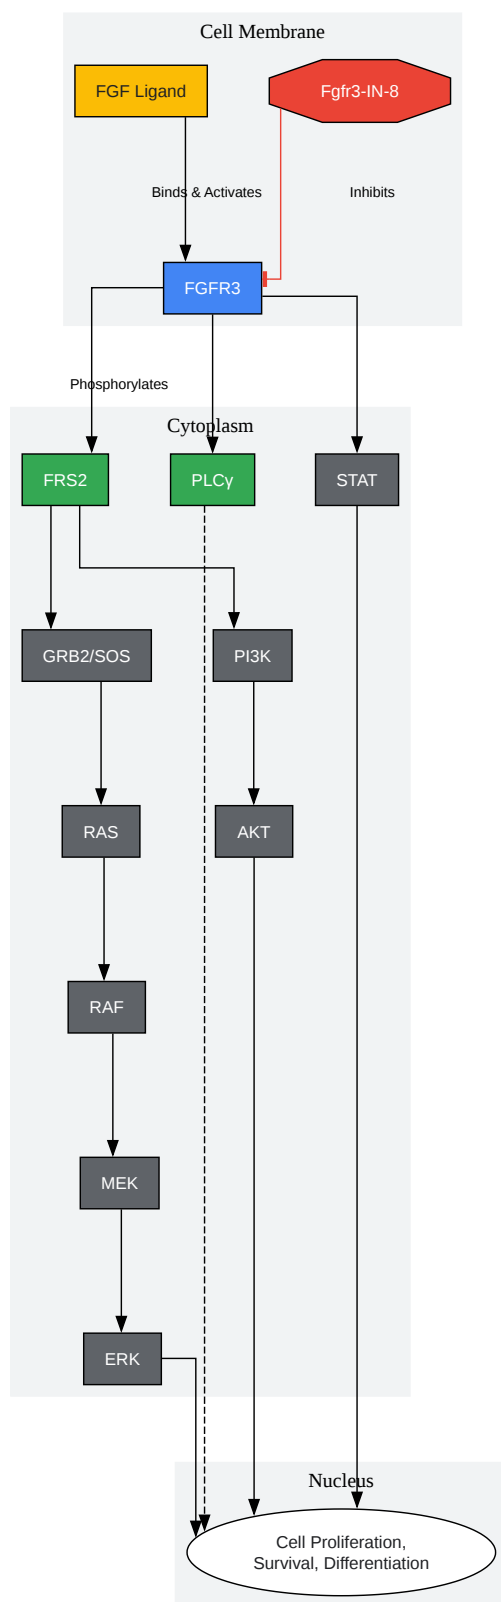 Cell Membrane
FGF Ligand
Fgfr3-IN-8
Binds & Activates
Inhibits
FGFR3
Phosphorylates
Cytoplasm
FRS2
PLCγ
STAT
GRB2/SOS
PI3K
RAS
AKT
RAF
MEK
ERK
Nucleus
Cell Proliferation,
Survival, Differentiation